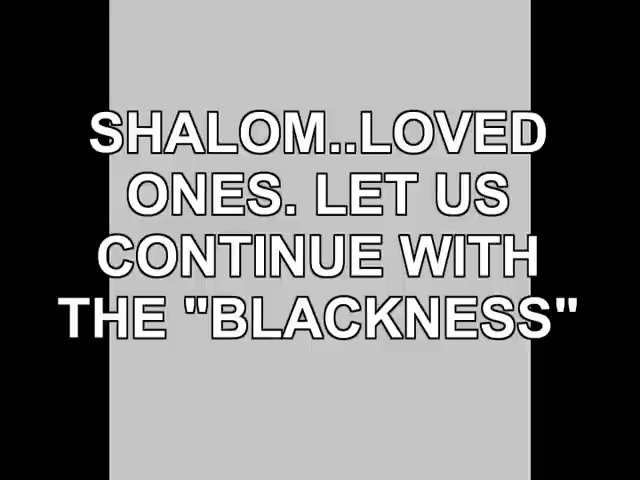 SHALOM..LOVED
ONES. LET US
CONTINUE WITH
THE "BLACKNESS"